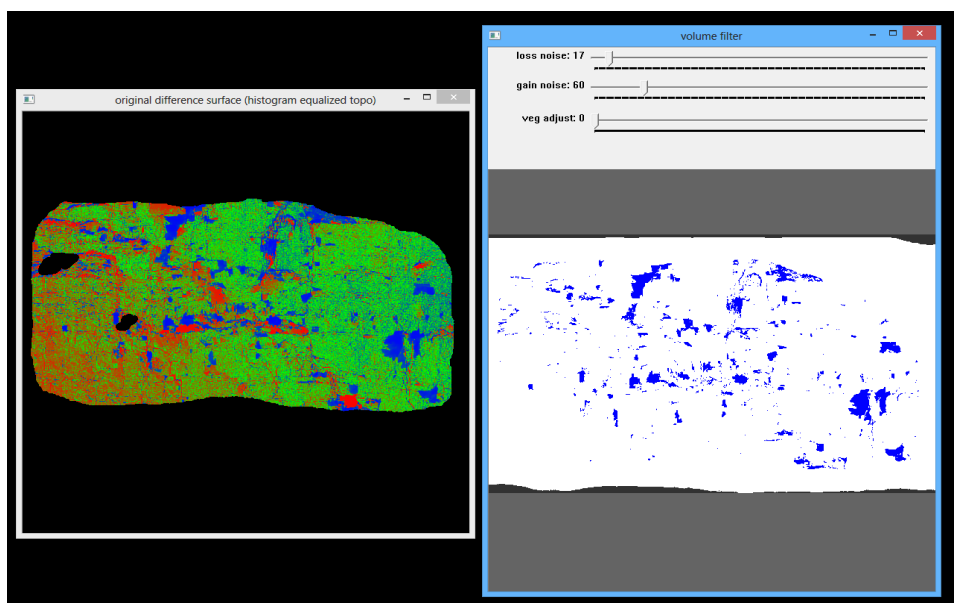 original difference surface (histogram equalized topo)
volume filter
loss noise: 17
gain noise: 60
veg adjust: 0